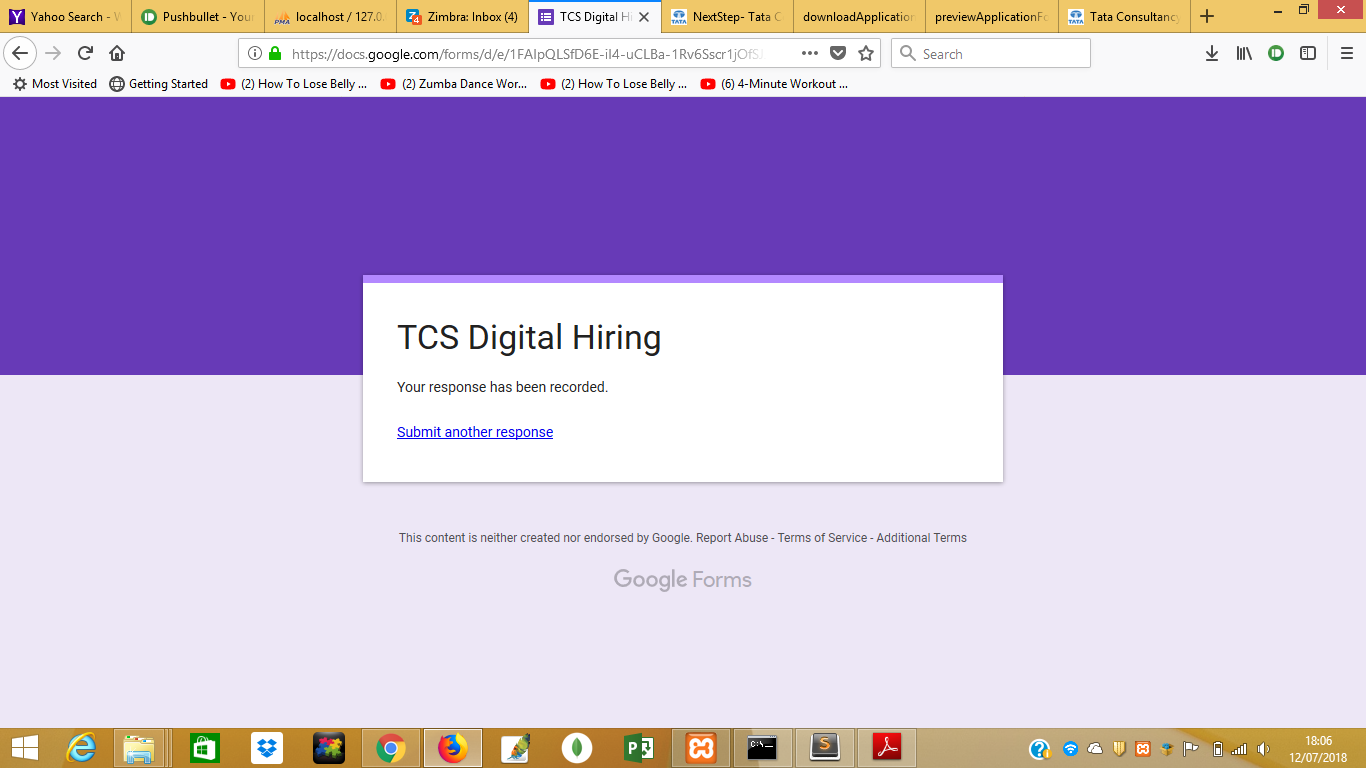 Yahoo Search - W
Pushbullet - Your
localhost / 127.0.
Zimbra: Inbox (4)
TCS Digital Hi
NextStep- Tata C
downloadApplication
previewApplicationFo
Tata Consultancy
https://docs.google.com/forms/d/e/1FAIpQLSfD6E-iI4-uCLBa-1Rv6Sscr1jOfS
Search
Most Visited
Getting Started
(2) How To Lose Belly ...
(2) Zumba Dance Wor...
(2) How To Lose Belly ...
(6) 4-Minute Workout ...
TCS Digital Hiring
Your response has been recorded.
Submit another response
This content is neither created nor endorsed by Google. Report Abuse - Terms of Service - Additional Terms
Google Forms
18:06
12/07/2018